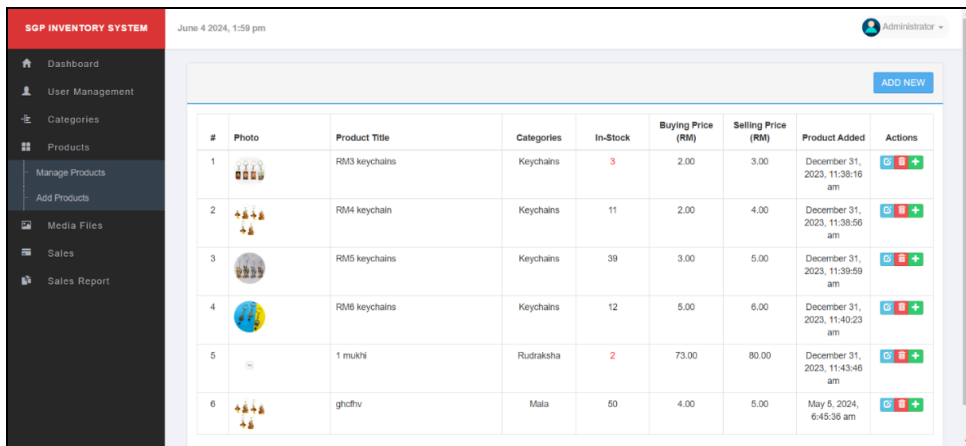 SGP INVENTORY SYSTEM
June 4 2024, 1:59 pm
Administrator
Dashboard
User Management
Categories
Products
Manage Products
Add Products
Media Files
Sales
Sales Report
ADD NEW
# Photo Product Title Categories In-Stock Buying Price (RM) Selling Price (RM) Product Added Actions
1 RM3 keychains Keychains 3 2.00 3.00 December 31, 2023, 11:38:16 am
2 RM4 keychain Keychains 11 2.00 4.00 December 31, 2023, 11:38:56 am
3 RM5 keychains Keychains 39 3.00 5.00 December 31, 2023, 11:39:59 am
4 RM6 keychains Keychains 12 5.00 6.00 December 31, 2023, 11:40:23 am
5 1 mukhi Rudraksha 2 73.00 80.00 December 31, 2023, 11:43:46 am
6 ghcfhv Mala 50 4.00 5.00 May 5, 2024, 6:45:36 am